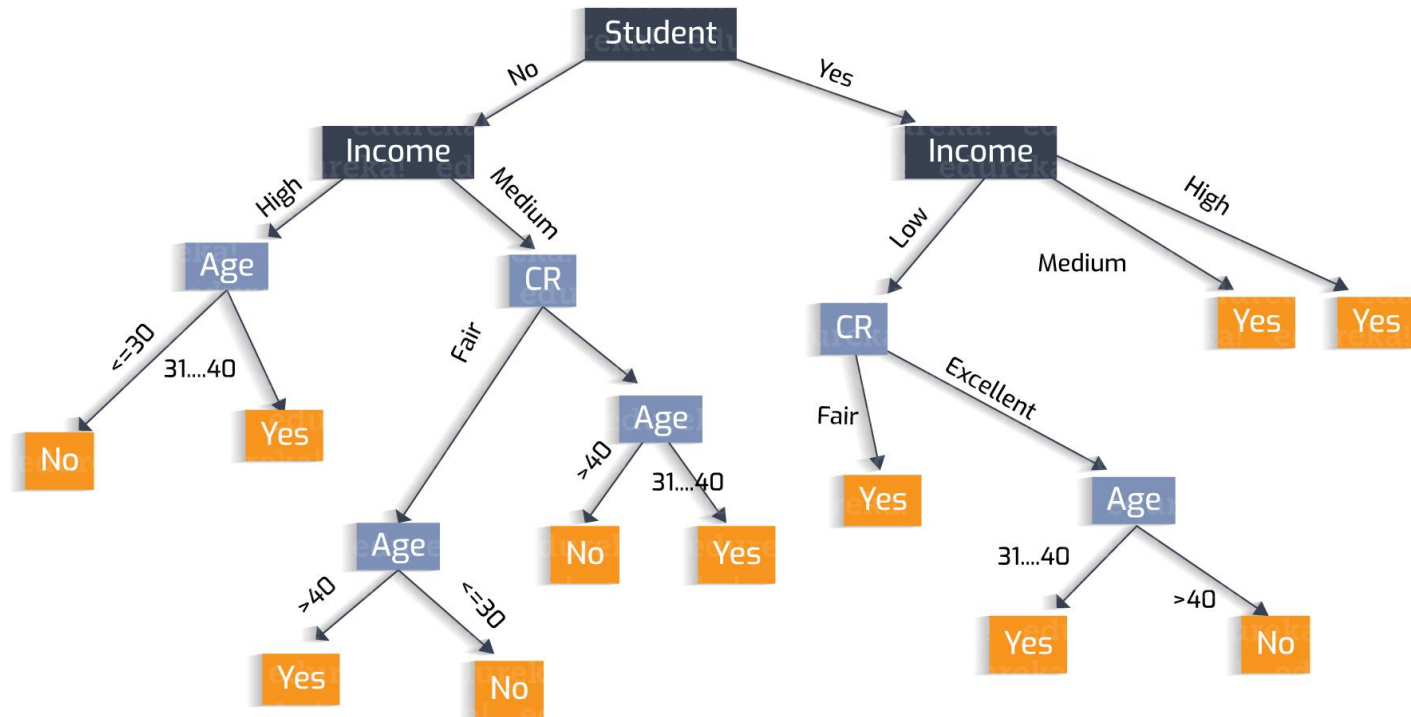 Student
No
Yes
Income
Income
High
Medium
Low
Medium
High
Age
CR
CR
Yes
Yes
<=30
31....40
Fair
Fair
Excellent
No
Yes
Age
Yes
Age
>40
31....40
31....40
>40
Age
No
Yes
>40
<=30
Yes
No
Yes
No
edureka!